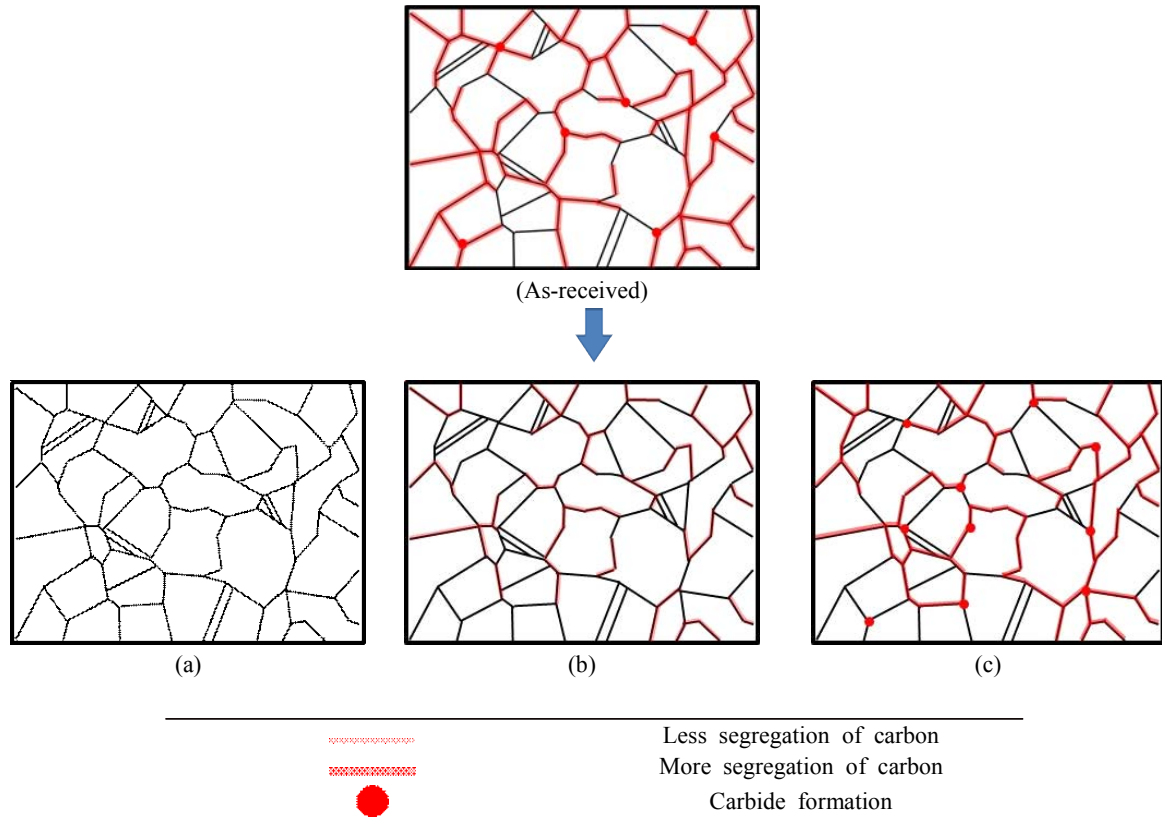 (As-received)
(a)
(b)
(c)
Less segregation of carbon
More segregation of carbon
Carbide formation